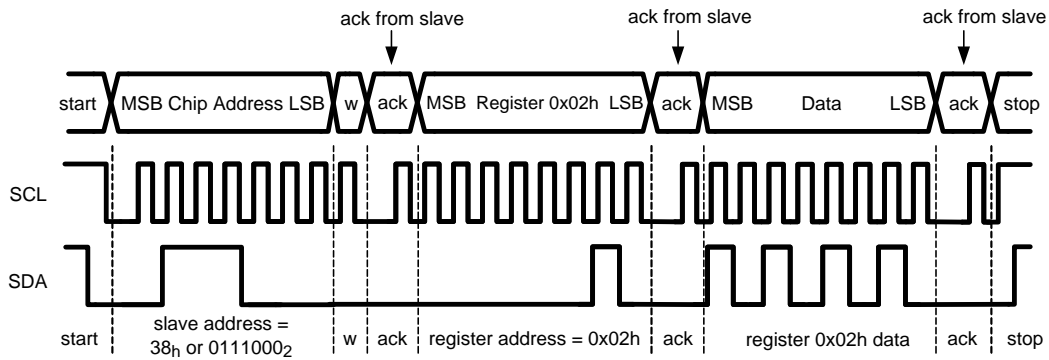 ack from slave ack from slave ack from slave
start MSB Chip Address LSB w ack MSB Register 0x02h LSB ack MSB Data LSB ack stop
SCL
SDA
start slave address = w ack register address = 0x02h ack register 0x02h data ack stop
38h or 01110002